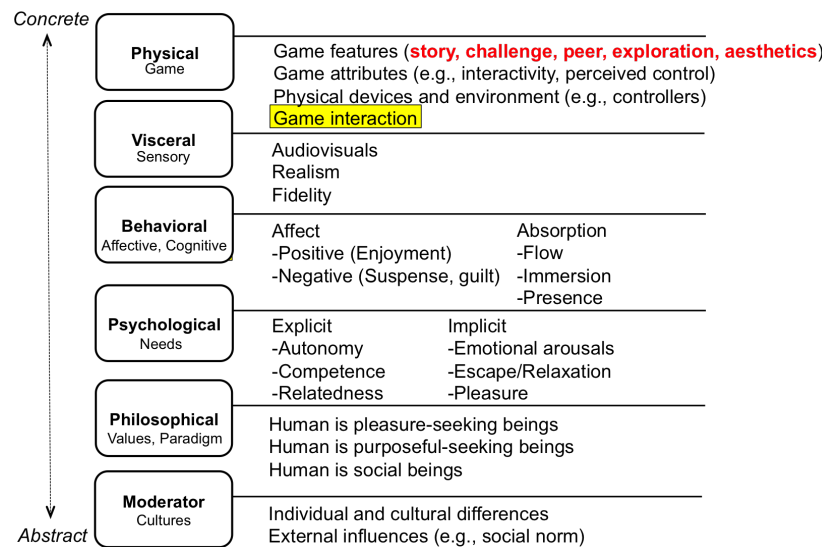 Concrete
Physical
Game
Game features (story, challenge, peer, exploration, aesthetics)
Game attributes (e.g., interactivity, perceived control)
Physical devices and environment (e.g., controllers)
Game interaction
Visceral
Sensory
Audiovisuals
Realism
Fidelity
Behavioral
Affective, Cognitive
Affect
-Positive (Enjoyment)
-Negative (Suspense, guilt)
Absorption
-Flow
-Immersion
-Presence
Psychological
Needs
Explicit
-Autonomy
-Competence
-Relatedness
Implicit
-Emotional arousals
-Escape/Relaxation
-Pleasure
Philosophical
Values, Paradigm
Human is pleasure-seeking beings
Human is purposeful-seeking beings
Human is social beings
Moderator
Cultures
Individual and cultural differences
External influences (e.g., social norm)
Abstract